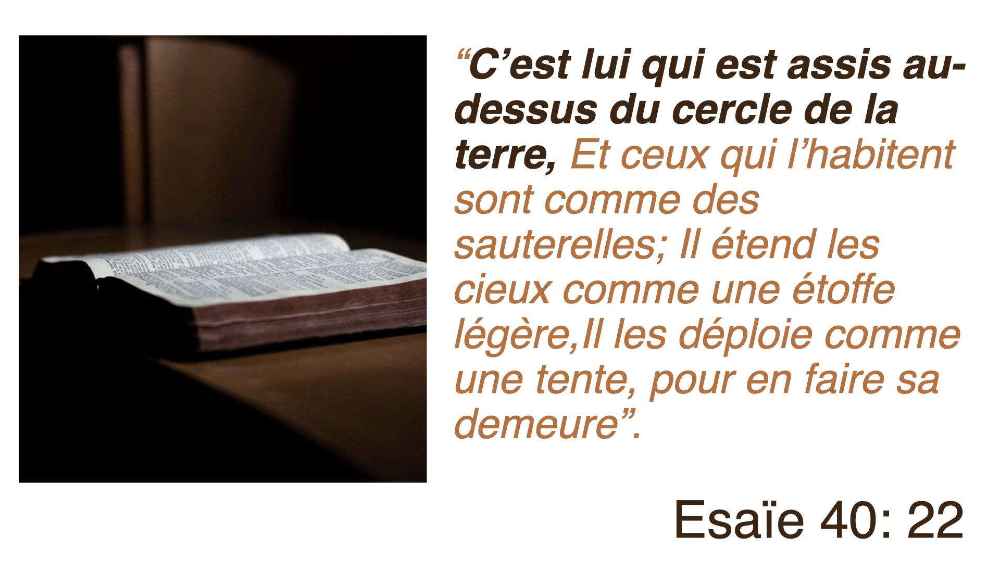 “C’est lui qui est assis au-
dessus du cercle de la
terre, Et ceux qui l’habitent
sont comme des
sauterelles; Il étend les
cieux comme une étoffe
légère,Il les déploie comme
une tente, pour en faire sa
demeure”.
Esaïe 40: 22